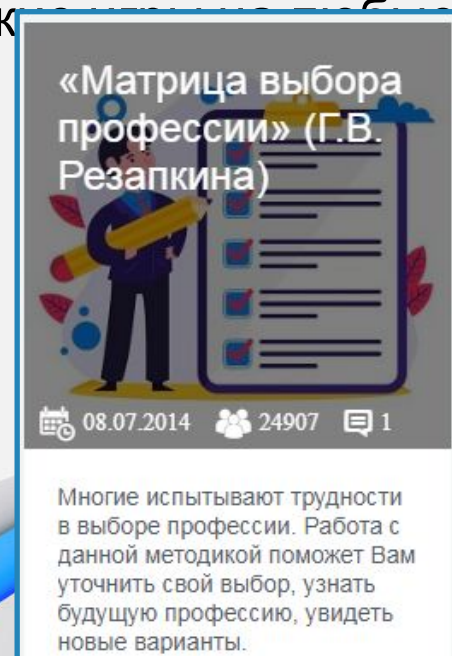 «Матрица выбора
профессии» (Г.В.
Резапкина)
08.07.2014 24907 1
Многие испытывают трудности
в выборе профессии. Работа с
данной методикой поможет Вам
уточнить свой выбор, узнать
будущую профессию, увидеть
новые варианты.